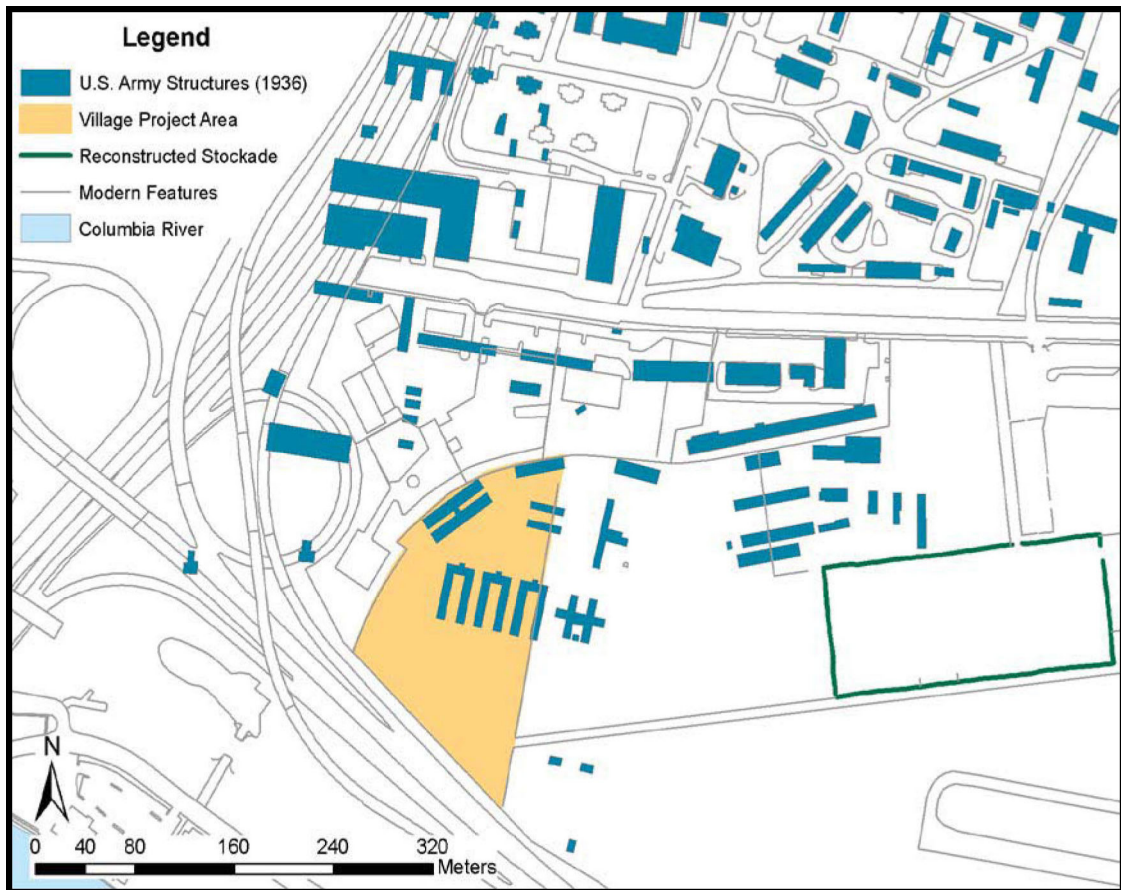 Legend
U.S. Army Structures (1936)
Village Project Area
Reconstructed Stockade
Modern Features
Columbia River
N
0 40 80 160 240 320
Meters